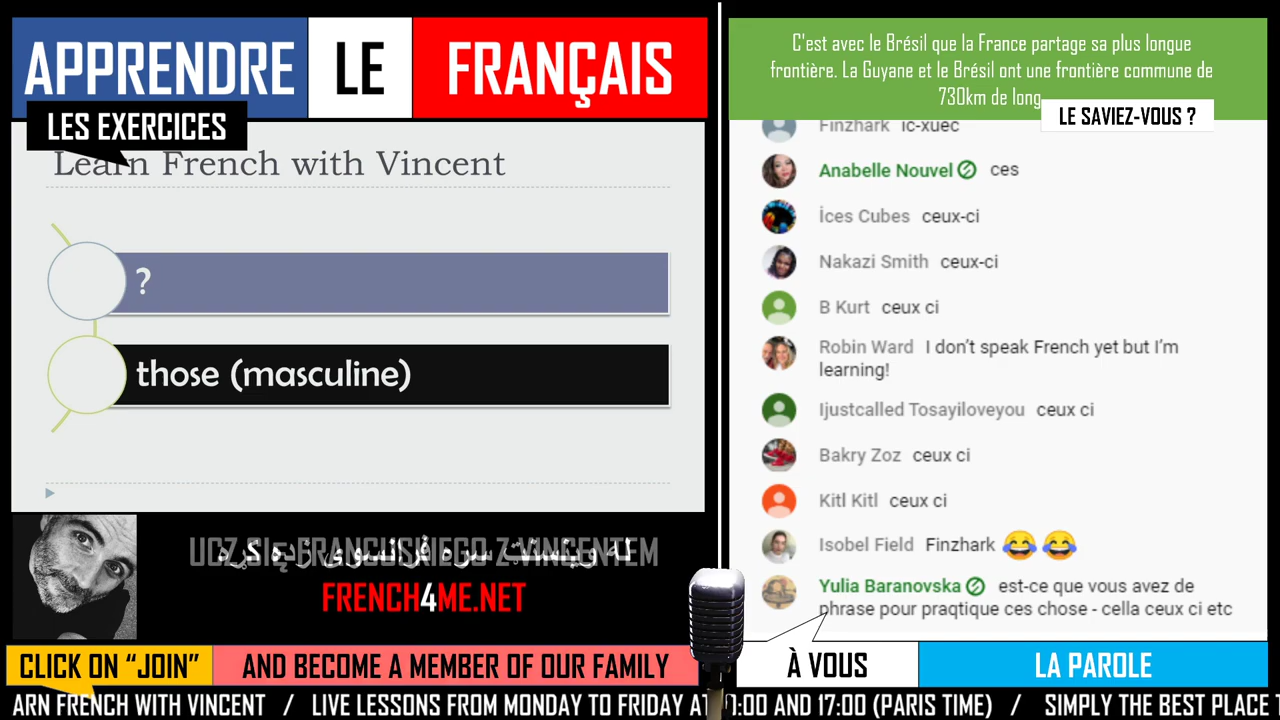 APPRENDRE LE FRANÇAIS
LES EXERCICES
Learn French with Vincent
?
those (masculine)
FRENCH4ME.NET
CLICK ON “JOIN” AND BECOME A MEMBER OF OUR FAMILY
C'est avec le Brésil que la France partage sa plus longue
frontière. La Guyane et le Brésil ont une frontière commune de
730km de long
LE SAVIEZ-VOUS ?
Finzhark ic-xuec
Anabelle Nouvel ces
İces Cubes ceux-ci
Nakazi Smith ceux-ci
B Kurt ceux ci
Robin Ward I don’t speak French yet but I’m
learning!
Ijustcalled Tosayiloveyou ceux ci
Bakry Zoz ceux ci
Kitl Kitl ceux ci
Isobel Field Finzhark 😂 😂
Yulia Baranovska est-ce que vous avez de
phrase pour praqtique ces chose - cella ceux ci etc
À VOUS LA PAROLE
ARN FRENCH WITH VINCENT / LIVE LESSONS FROM MONDAY TO FRIDAY AT :00 AND 17:00 (PARIS TIME) / SIMPLY THE BEST PLACE